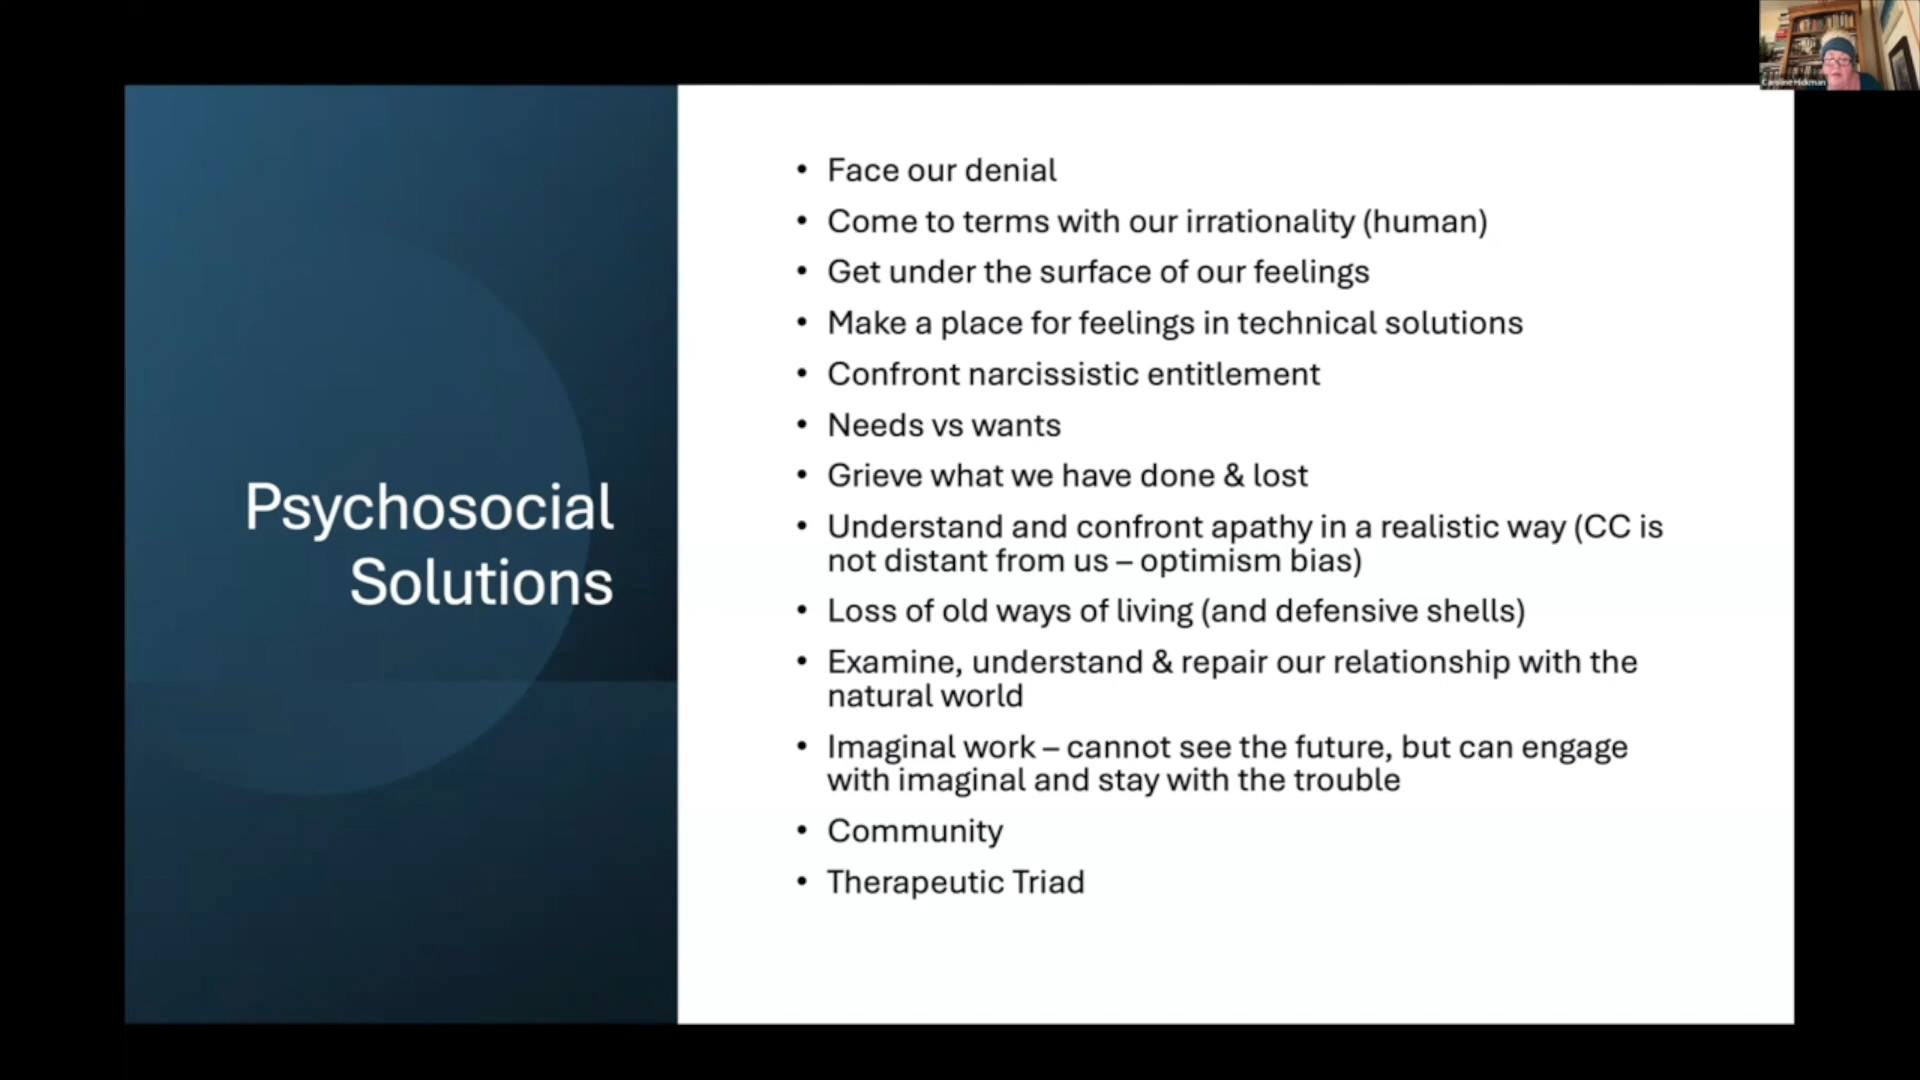 Caroline Hickman
Psychosocial
Solutions
• Face our denial
• Come to terms with our irrationality (human)
• Get under the surface of our feelings
• Make a place for feelings in technical solutions
• Confront narcissistic entitlement
• Needs vs wants
• Grieve what we have done & lost
• Understand and confront apathy in a realistic way (CC is
not distant from us – optimism bias)
• Loss of old ways of living (and defensive shells)
• Examine, understand & repair our relationship with the
natural world
• Imaginal work – cannot see the future, but can engage
with imaginal and stay with the trouble
• Community
• Therapeutic Triad